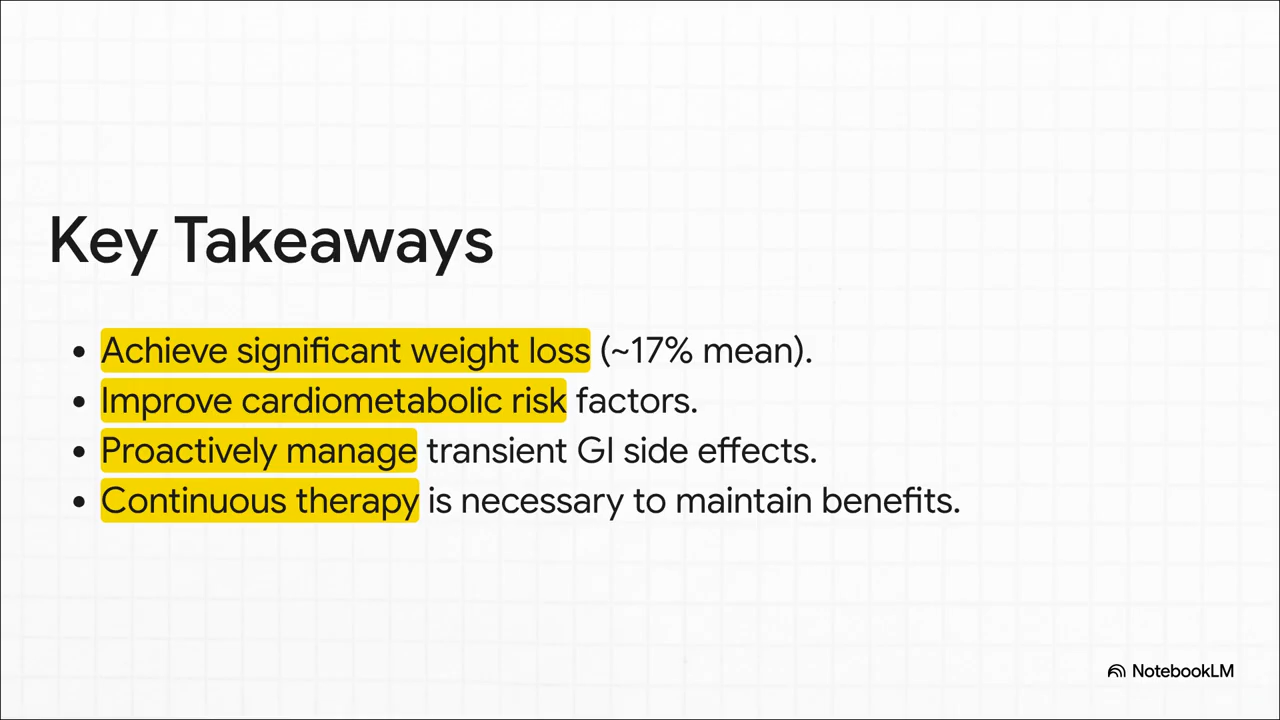 Key Takeaways
• Achieve significant weight loss (~17% mean).
• Improve cardiometabolic risk factors.
• Proactively manage transient GI side effects.
• Continuous therapy is necessary to maintain benefits.
NotebookLM